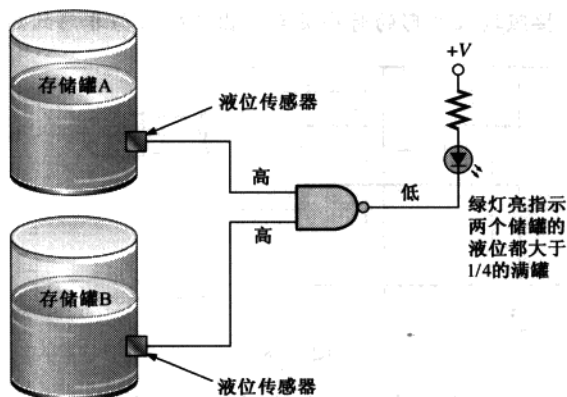 存储罐A
液位传感器
+V
高
高
低
绿灯亮指示
两个储罐的
液位都大于
1/4的满罐
存储罐B
液位传感器